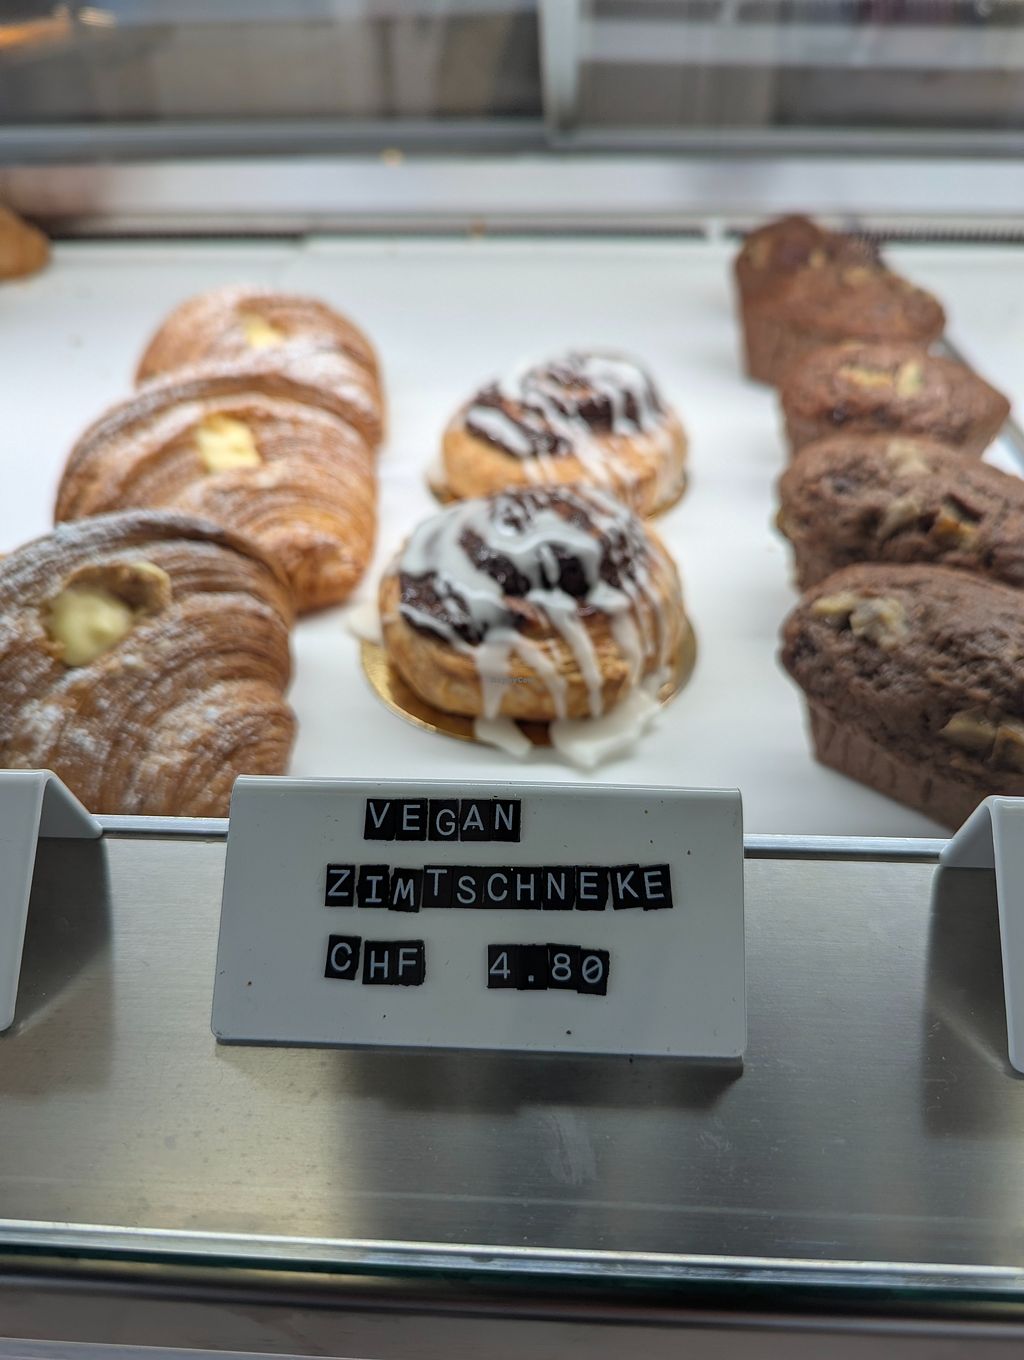 VEGAN
ZIMTSCHNEKE
CHF 4.80